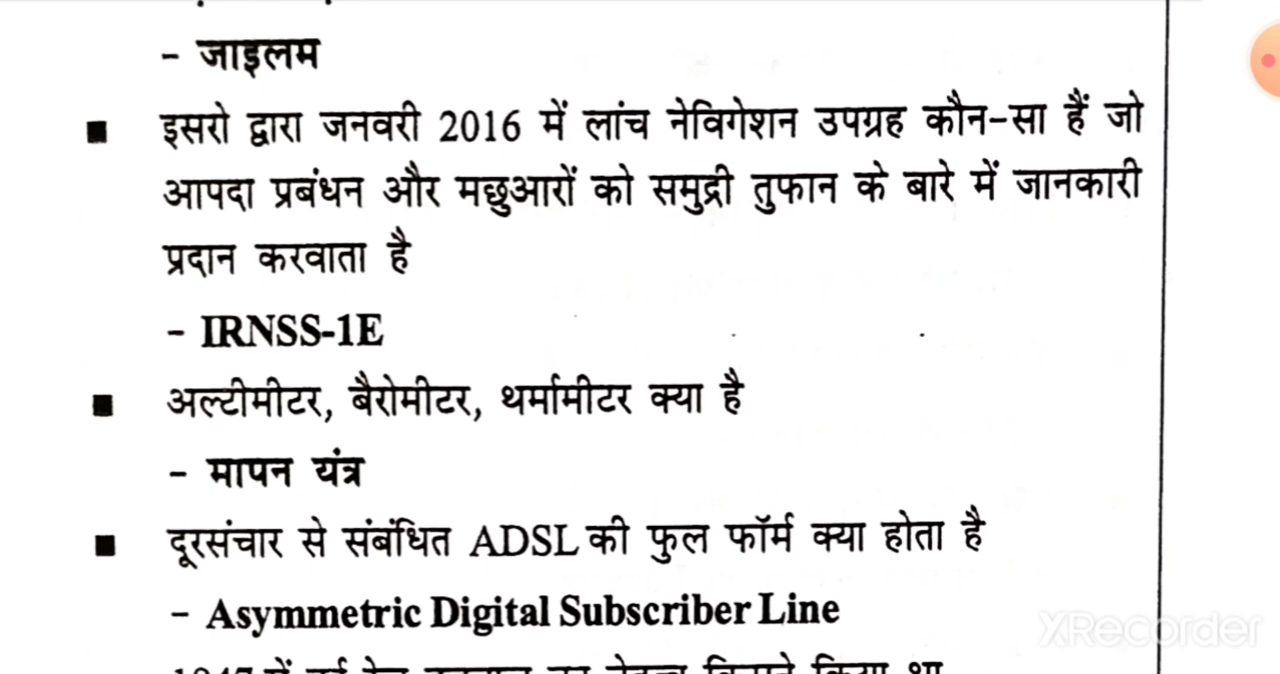 - जाइलम
■ इसरो द्वारा जनवरी 2016 में लांच नेविगेशन उपग्रह कौन-सा हैं जो
आपदा प्रबंधन और मछुआरों को समुद्री तुफान के बारे में जानकारी
प्रदान करवाता है
- IRNSS-1E
■ अल्टीमीटर, बैरोमीटर, थर्मामीटर क्या है
- मापन यंत्र
■ दूरसंचार से संबंधित ADSL की फुल फॉर्म क्या होता है
- Asymmetric Digital Subscriber Line
XRecorder